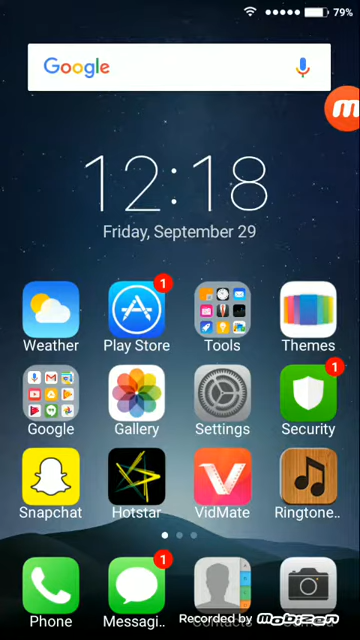 79%
Google
12:18
Friday, September 29
1
Weather
Play Store
Tools
Themes
1
Google
Gallery
Settings
Security
Snapchat
Hotstar
VidMate
Ringtone..
1
Phone
Messagi..
Recorded by Mobizen